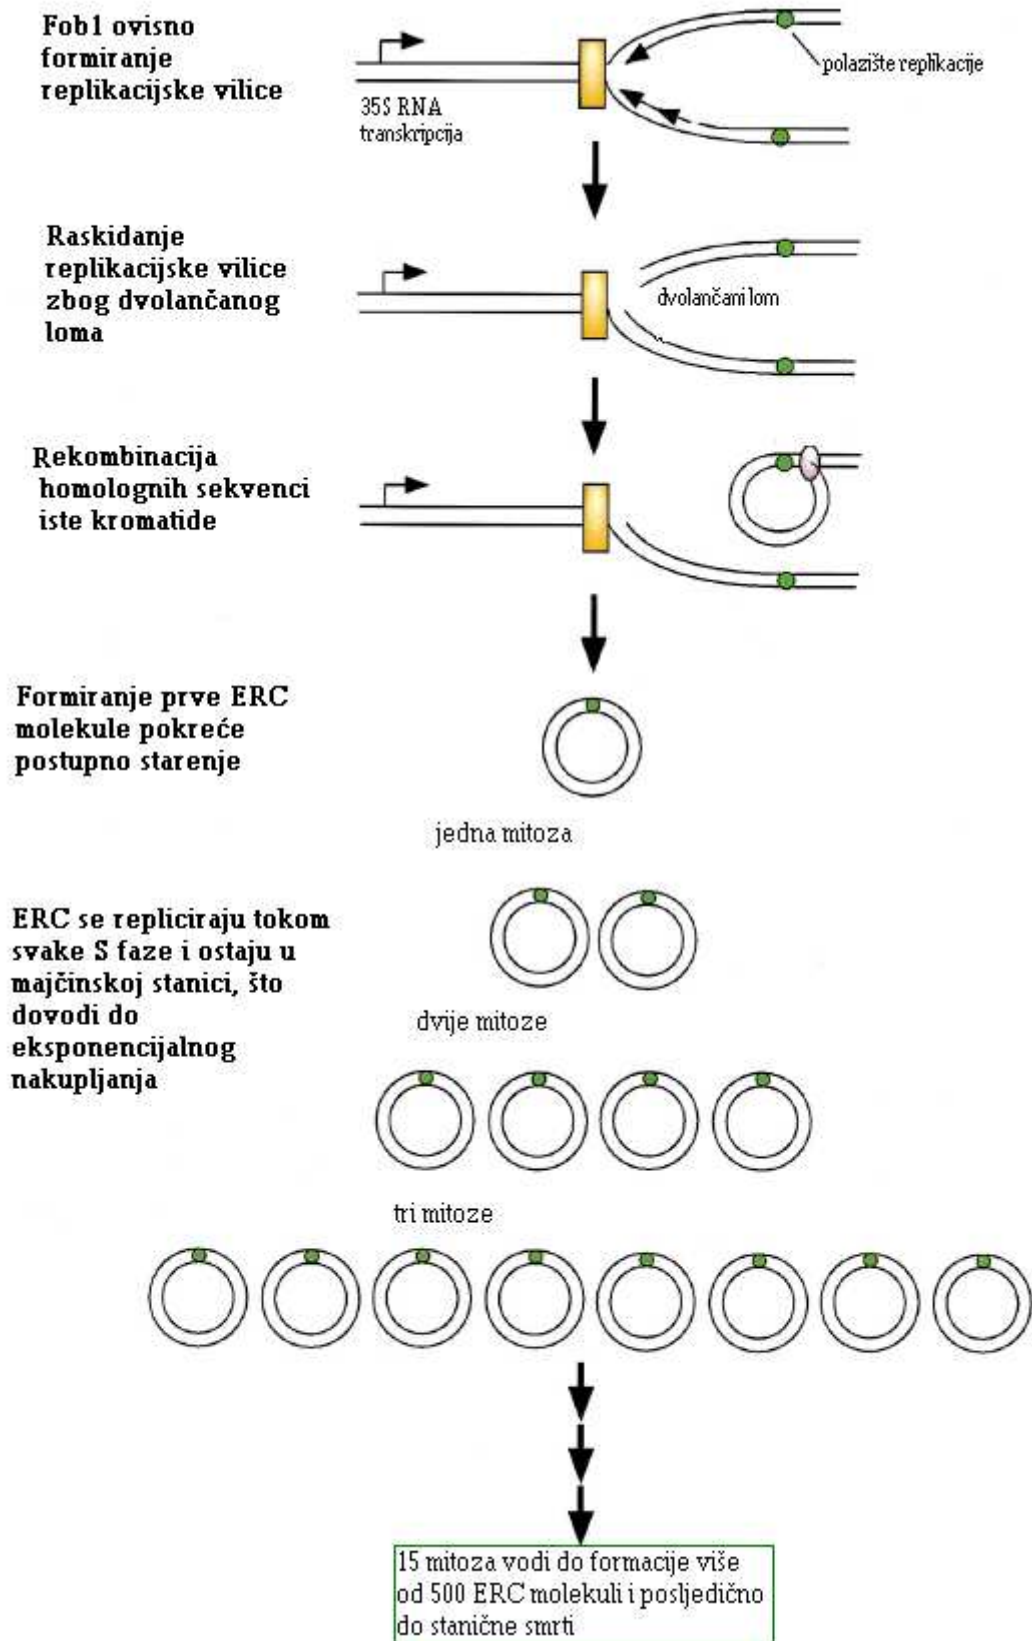 Fob1 ovisno
formiranje
replikacijske vilice
polazište replikacije
35S RNA
transkripcija
Raskidanje
replikacijske vilice
zbog dvolančanog
loma
dvolančani lom
Rekombinacija
homolognih sekvenci
iste kromatide
Formiranje prve ERC
molekule pokreće
postupno starenje
jedna mitoza
ERC se repliciraju tokom
svake S faze i ostaju u
majčinskoj stanici, što
dovodi do
eksponencijalnog
nakupljanja
dvije mitoze
tri mitoze
15 mitoza vodi do formacije više
od 500 ERC molekuli i posljedično
do stanične smrti